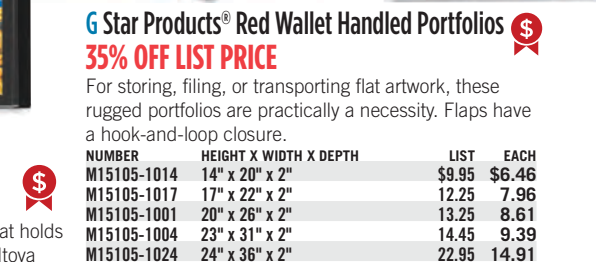 G Star Products® Red Wallet Handled Portfolios $
35% OFF LIST PRICE
For storing, filing, or transporting flat artwork, these
rugged portfolios are practically a necessity. Flaps have
a hook-and-loop closure.
NUMBER HEIGHT X WIDTH X DEPTH LIST EACH
M15105-1014 14" x 20" x 2" $9.95 $6.46
M15105-1017 17" x 22" x 2" 12.25 7.96
M15105-1001 20" x 26" x 2" 13.25 8.61
M15105-1004 23" x 31" x 2" 14.45 9.39
M15105-1024 24" x 36" x 2" 22.95 14.91
$
at holds